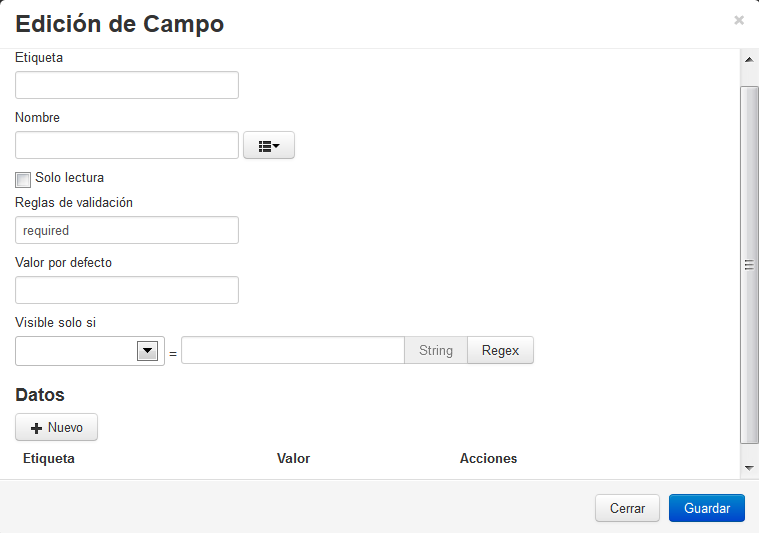 Edición de Campo
×
Etiqueta
Nombre
Solo lectura
Reglas de validación
required
Valor por defecto
Visible solo si
= String Regex
Datos
+ Nuevo
Etiqueta Valor Acciones
Cerrar Guardar